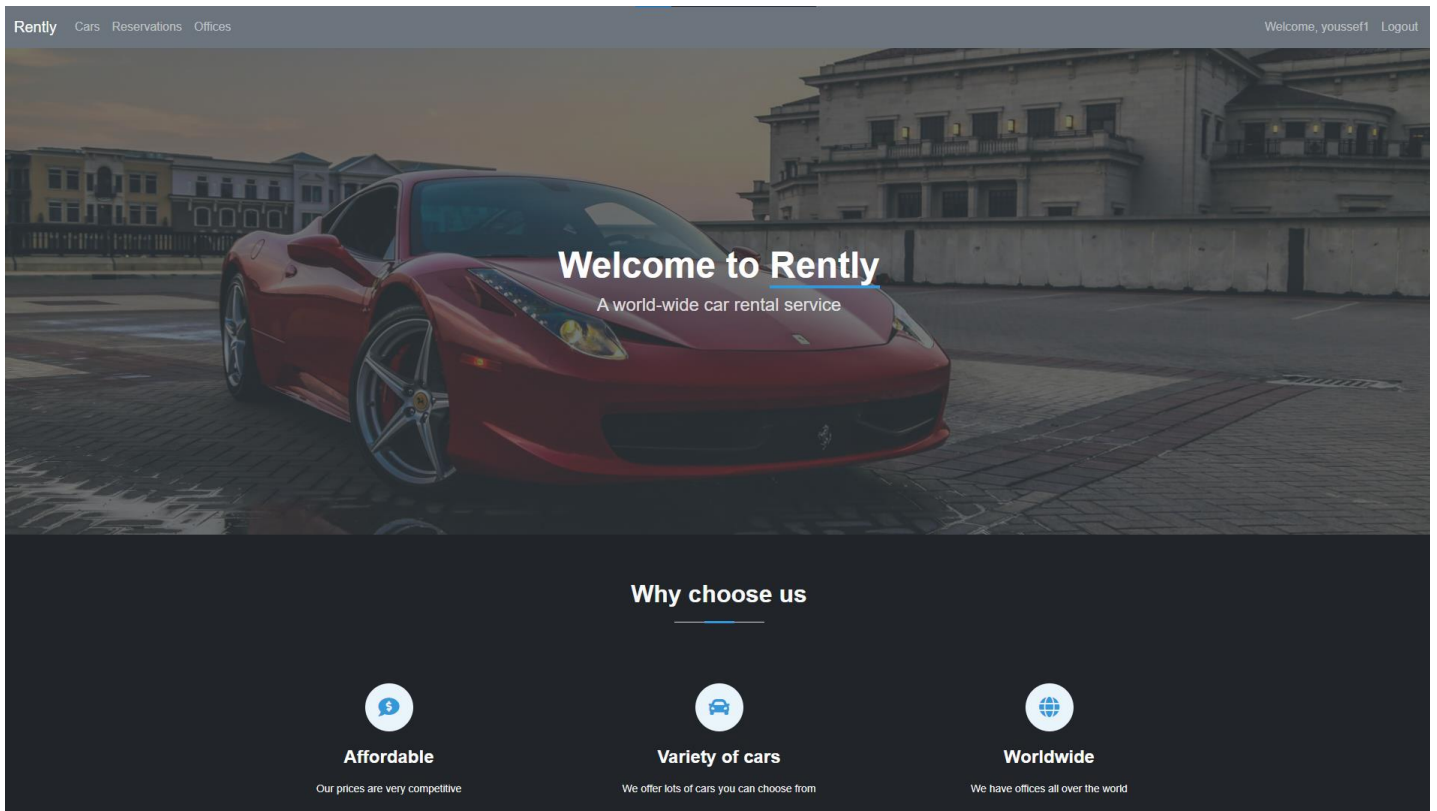 Rently Cars Reservations Offices Welcome, youssef1 Logout
Welcome to Rently
A world-wide car rental service
Why choose us
Affordable Variety of cars Worldwide
Our prices are very competitive We offer lots of cars you can choose from We have offices all over the world